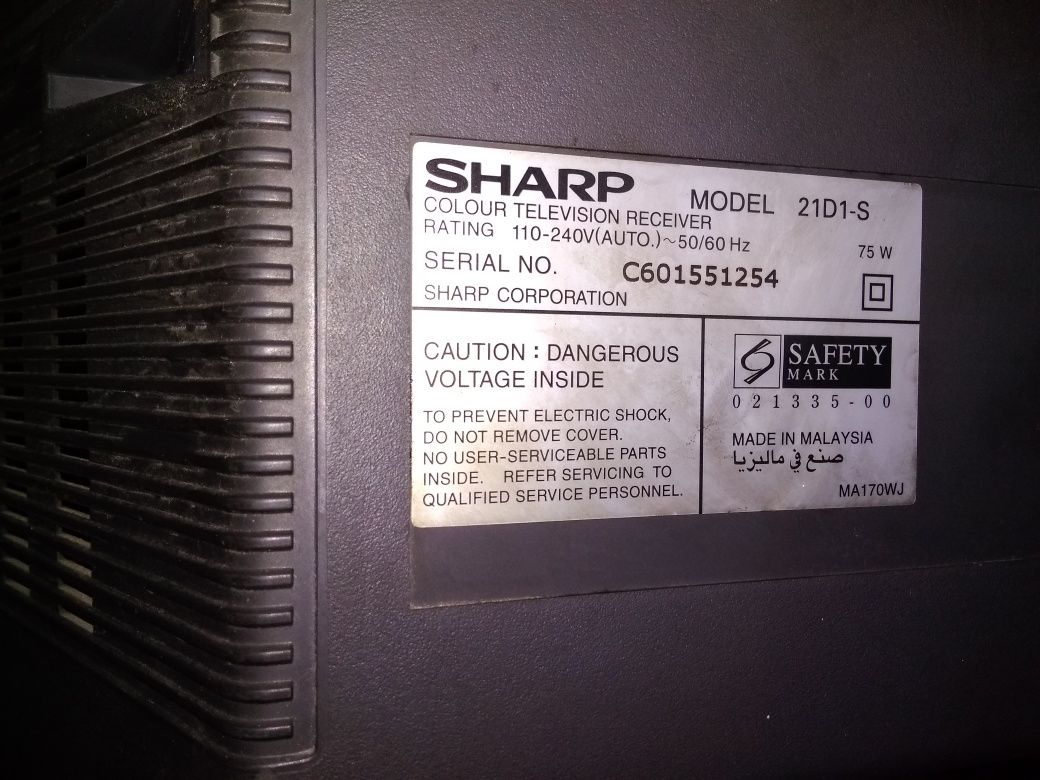 SHARP
MODEL 21D1-S
COLOUR TELEVISION RECEIVER
RATING 110-240V(AUTO.)~50/60 Hz
75 W
SERIAL NO. C601551254
SHARP CORPORATION
CAUTION : DANGEROUS
VOLTAGE INSIDE
TO PREVENT ELECTRIC SHOCK,
DO NOT REMOVE COVER.
NO USER-SERVICEABLE PARTS
INSIDE. REFER SERVICING TO
QUALIFIED SERVICE PERSONNEL.
SAFETY
MARK
021335-00
MADE IN MALAYSIA
صنع في ماليزيا
MA170WJ